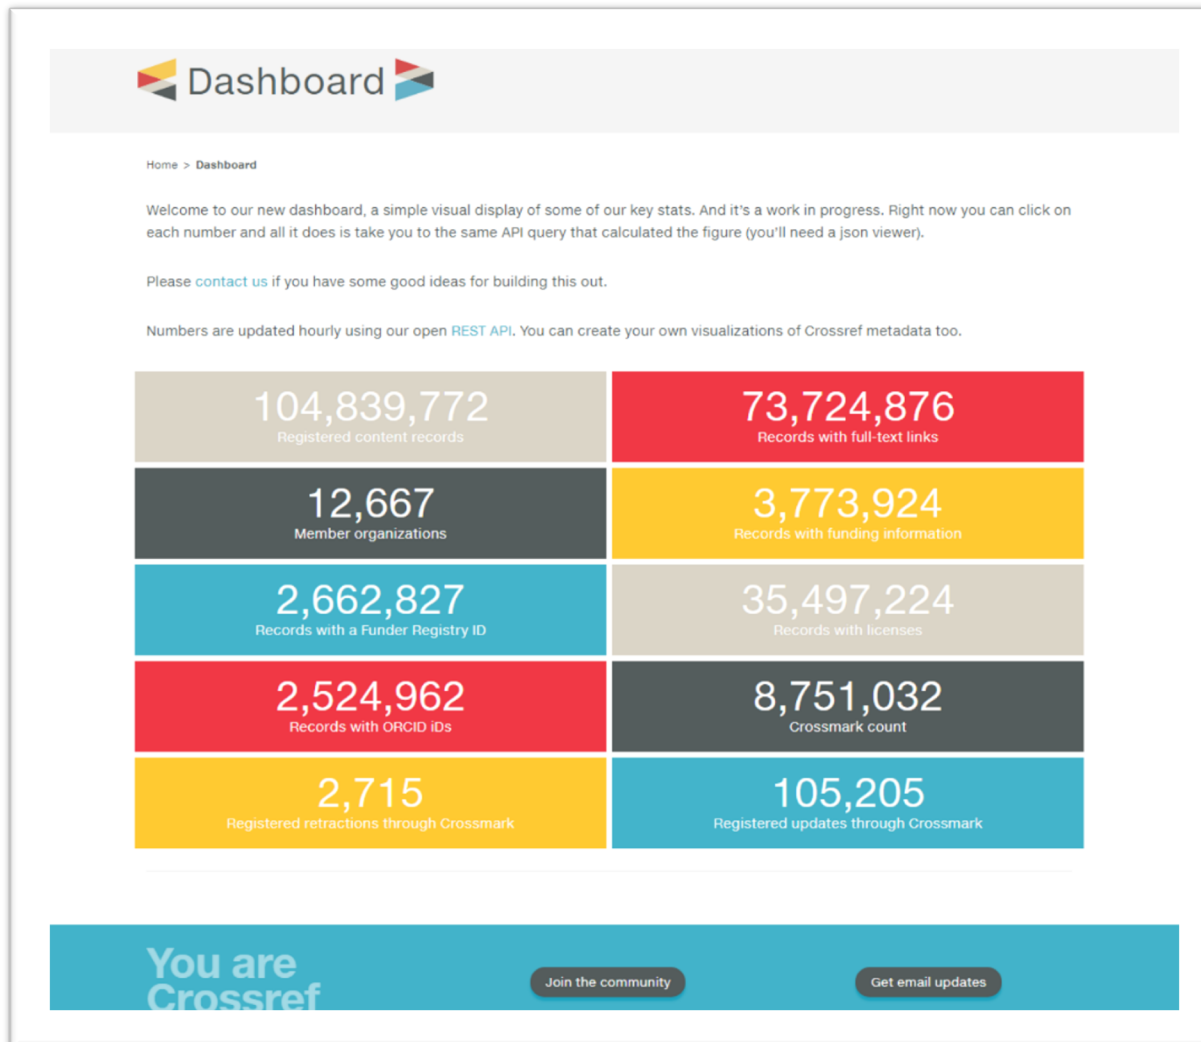 Dashboard
Home > Dashboard
Welcome to our new dashboard, a simple visual display of some of our key stats. And it's a work in progress. Right now you can click on
each number and all it does is take you to the same API query that calculated the figure (you'll need a json viewer).
Please contact us if you have some good ideas for building this out.
Numbers are updated hourly using our open REST API. You can create your own visualizations of Crossref metadata too.
104,839,772
Registered content records
73,724,876
Records with full-text links
12,667
Member organizations
3,773,924
Records with funding information
2,662,827
Records with a Funder Registry ID
35,497,224
Records with licenses
2,524,962
Records with ORCID iDs
8,751,032
Crossmark count
2,715
Registered retractions through Crossmark
105,205
Registered updates through Crossmark
You are
Crossref
Join the community
Get email updates